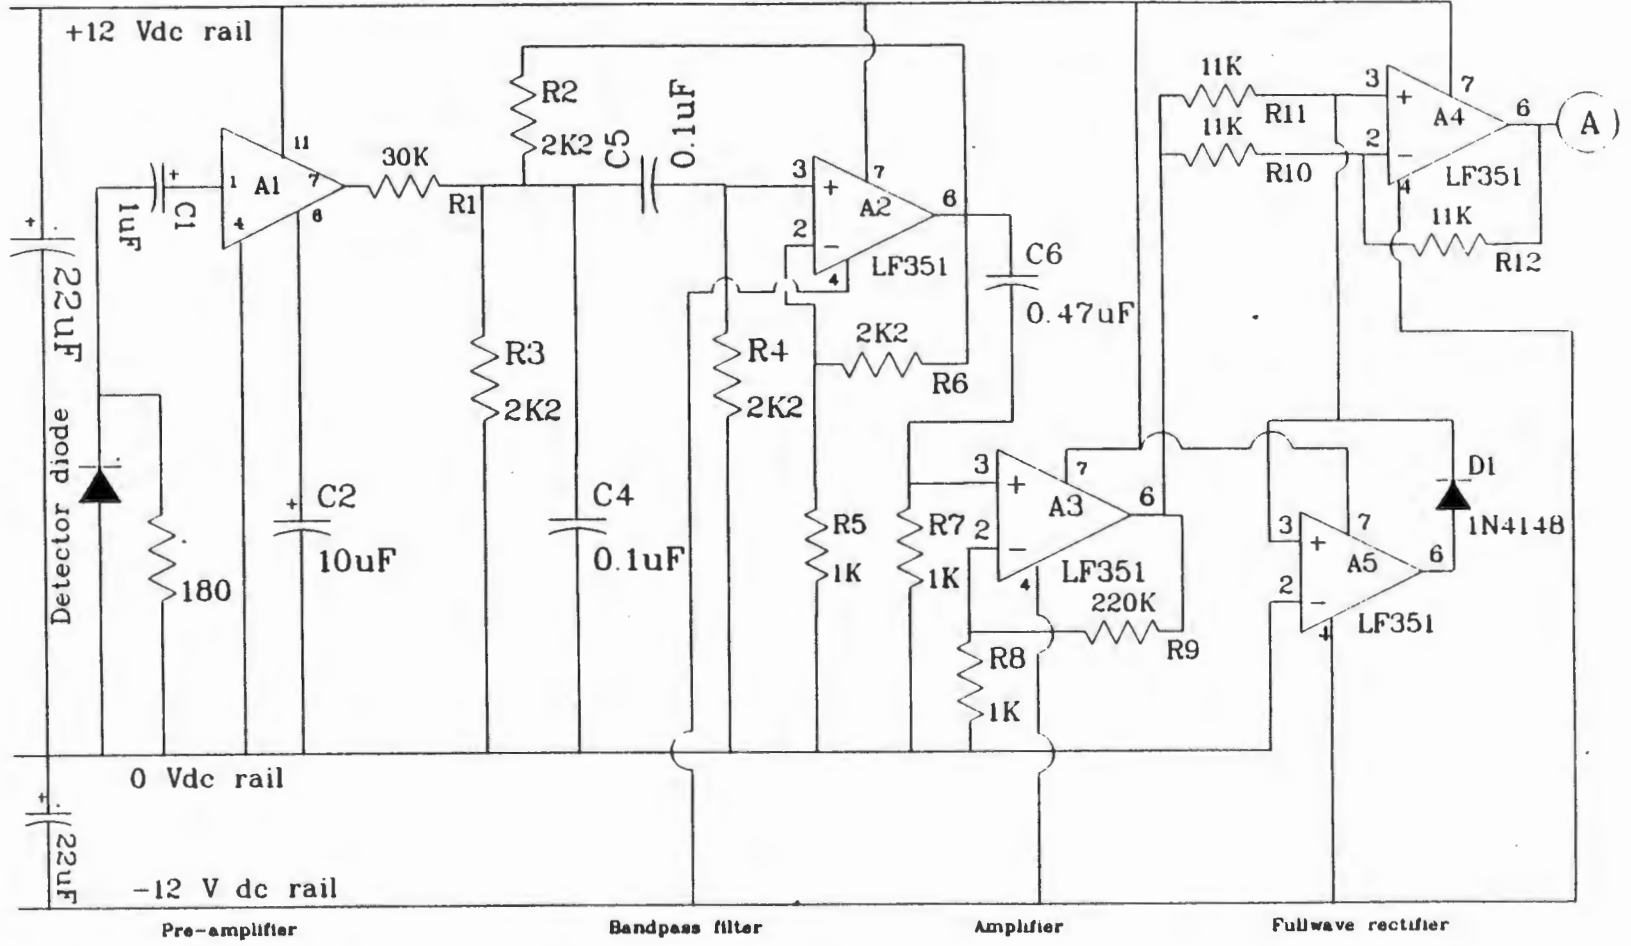 +12 Vdc rail
+
22uF
Detector diode
180
1uF
+
C1
1
A1
11
7
4
6
30K
R1
+
C2
10uF
R2
2K2
C5
0.1uF
R3
2K2
C4
0.1uF
R4
2K2
3
+
7
A2
6
2
−
4
LF351
C6
0.47uF
2K2
R6
R5
1K
R7
1K
3
+
7
A3
6
2
−
4
LF351
220K
R9
R8
1K
11K
R11
11K
R10
3
+
7
A4
6
2
−
4
LF351
11K
R12
A
D1
1N4148
3
+
7
A5
6
2
−
4
LF351
0 Vdc rail
+
22uF
−12 V dc rail
Pre-amplifier
Bandpass filter
Amplifier
Fullwave rectifier